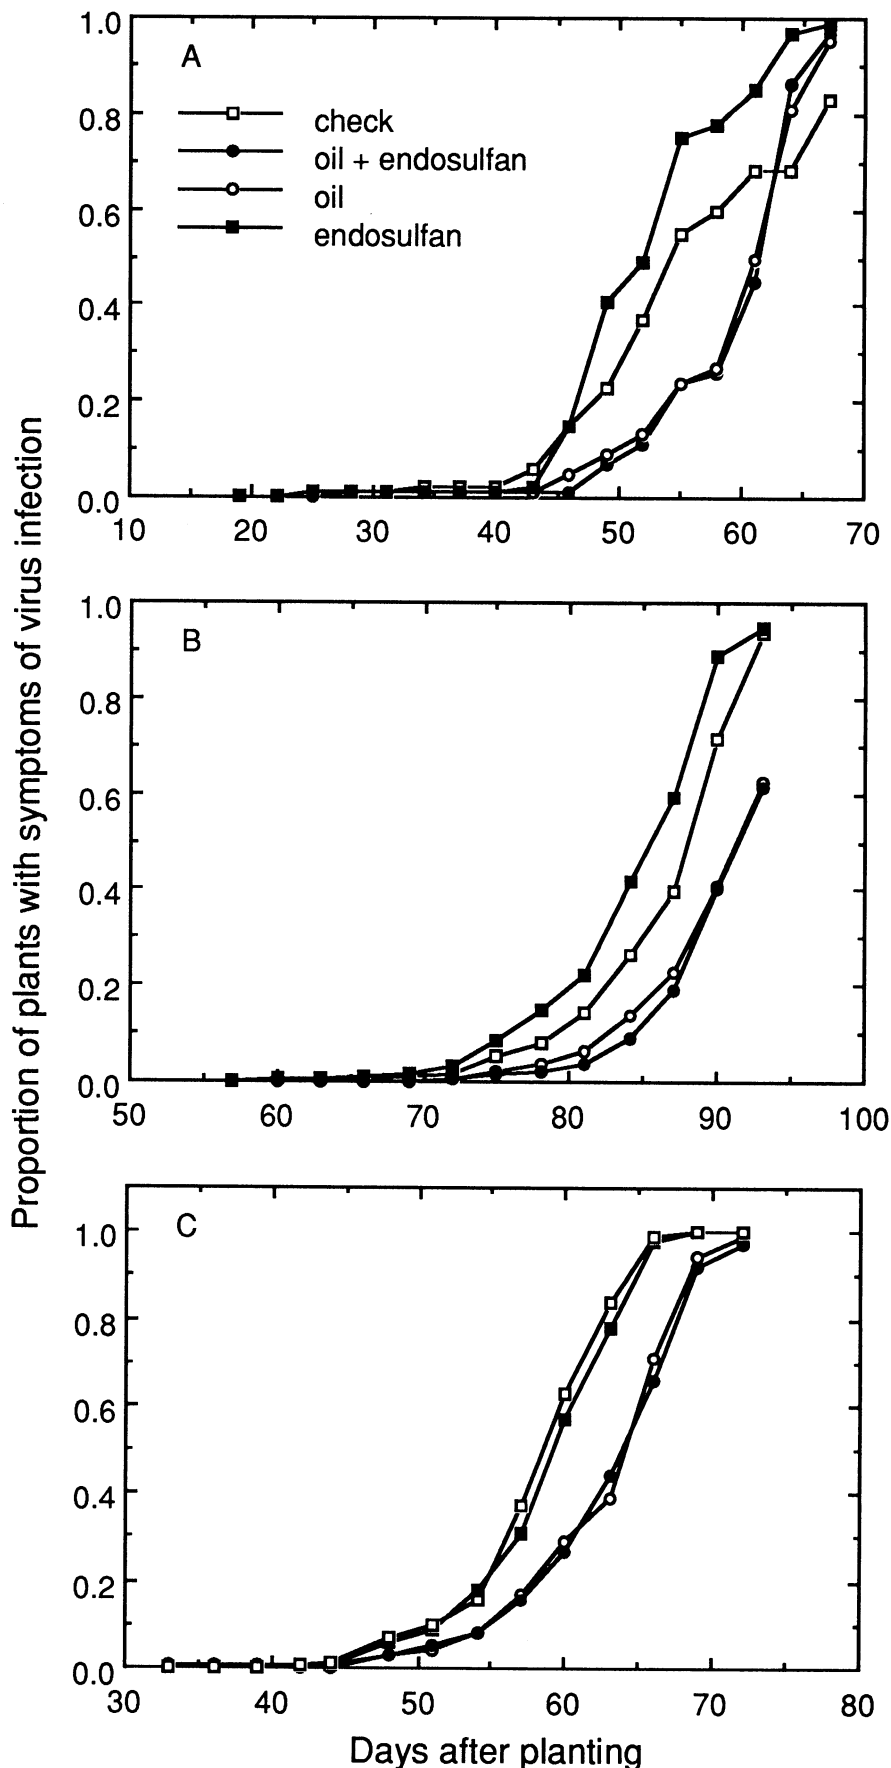 Proportion of plants with symptoms of virus infection
A
1.0
0.8
0.6
0.4
0.2
0.0
check
oil + endosulfan
oil
endosulfan
10 20 30 40 50 60 70
B
1.0
0.8
0.6
0.4
0.2
0.0
50 60 70 80 90 100
C
1.0
0.8
0.6
0.4
0.2
0.0
30 40 50 60 70 80
Days after planting